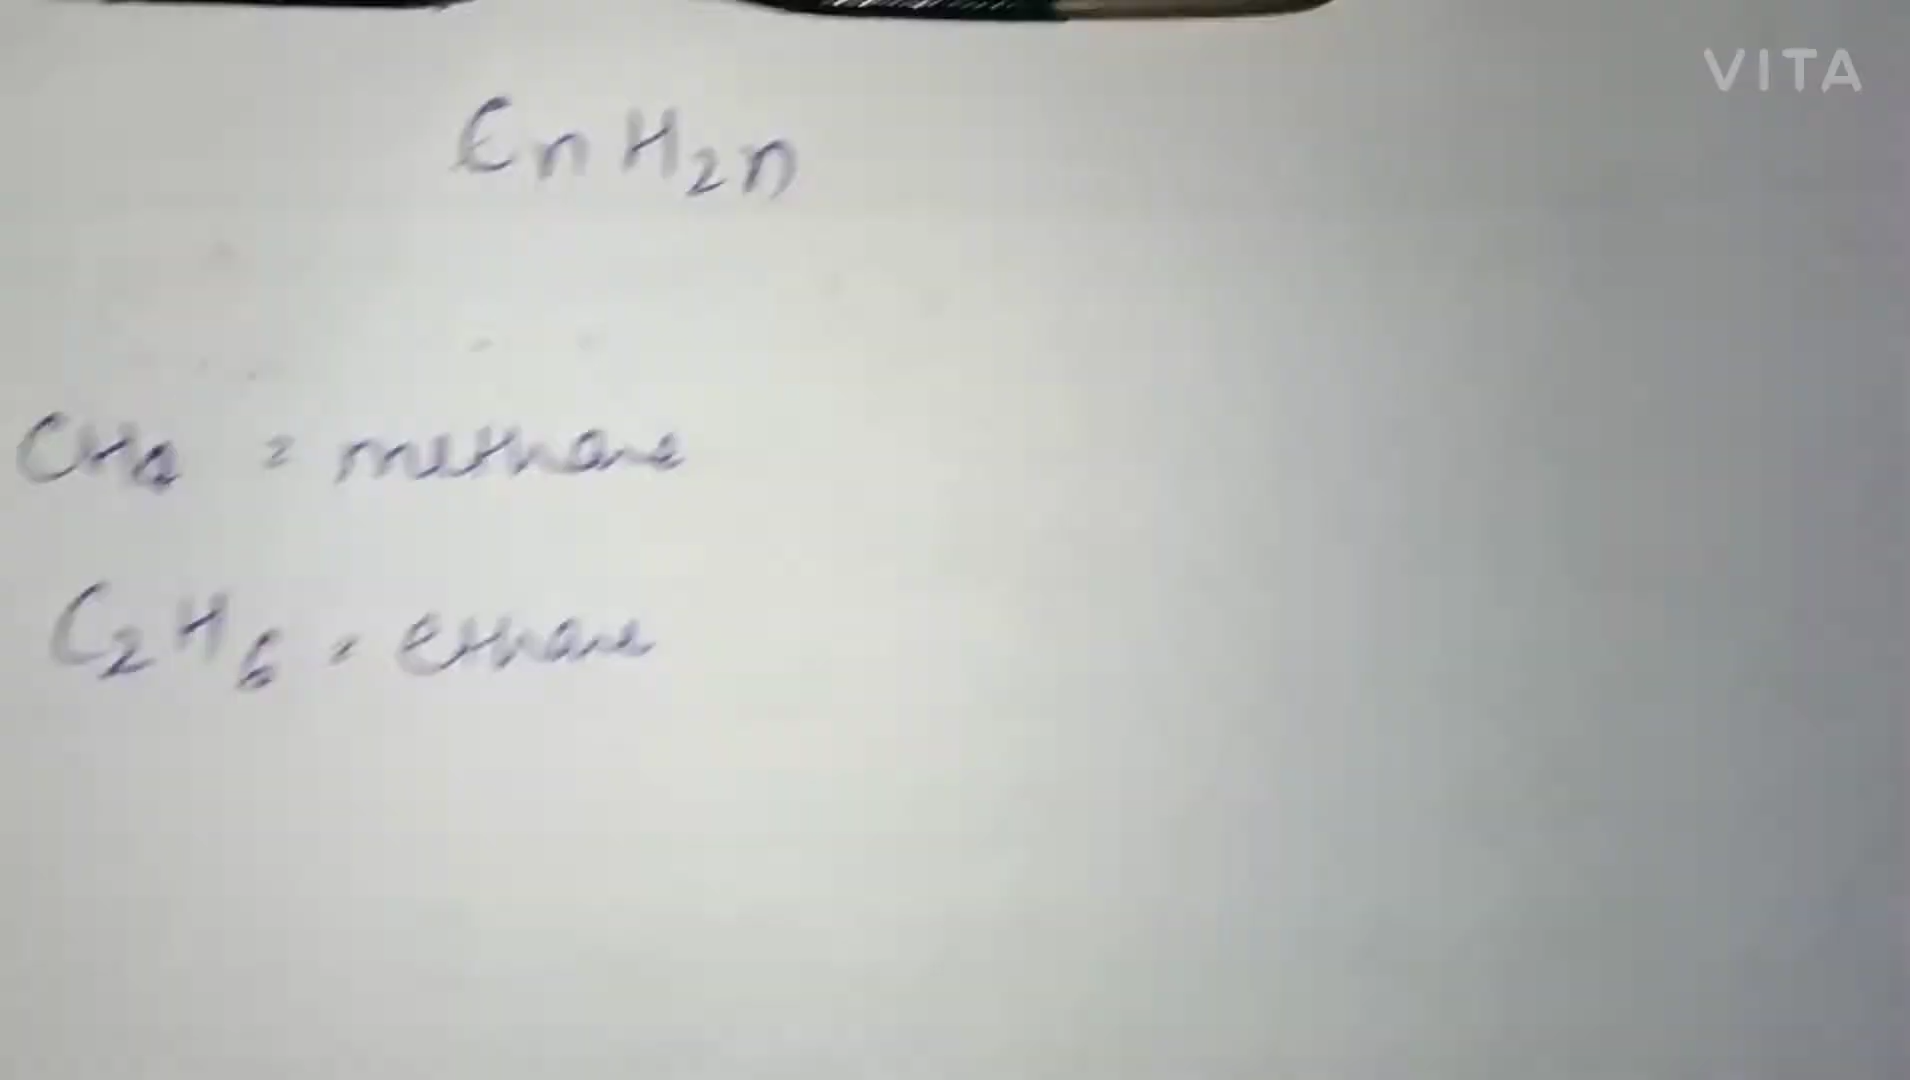 VITA
CnH2n
CH4 = methane
C2H6 = ethane